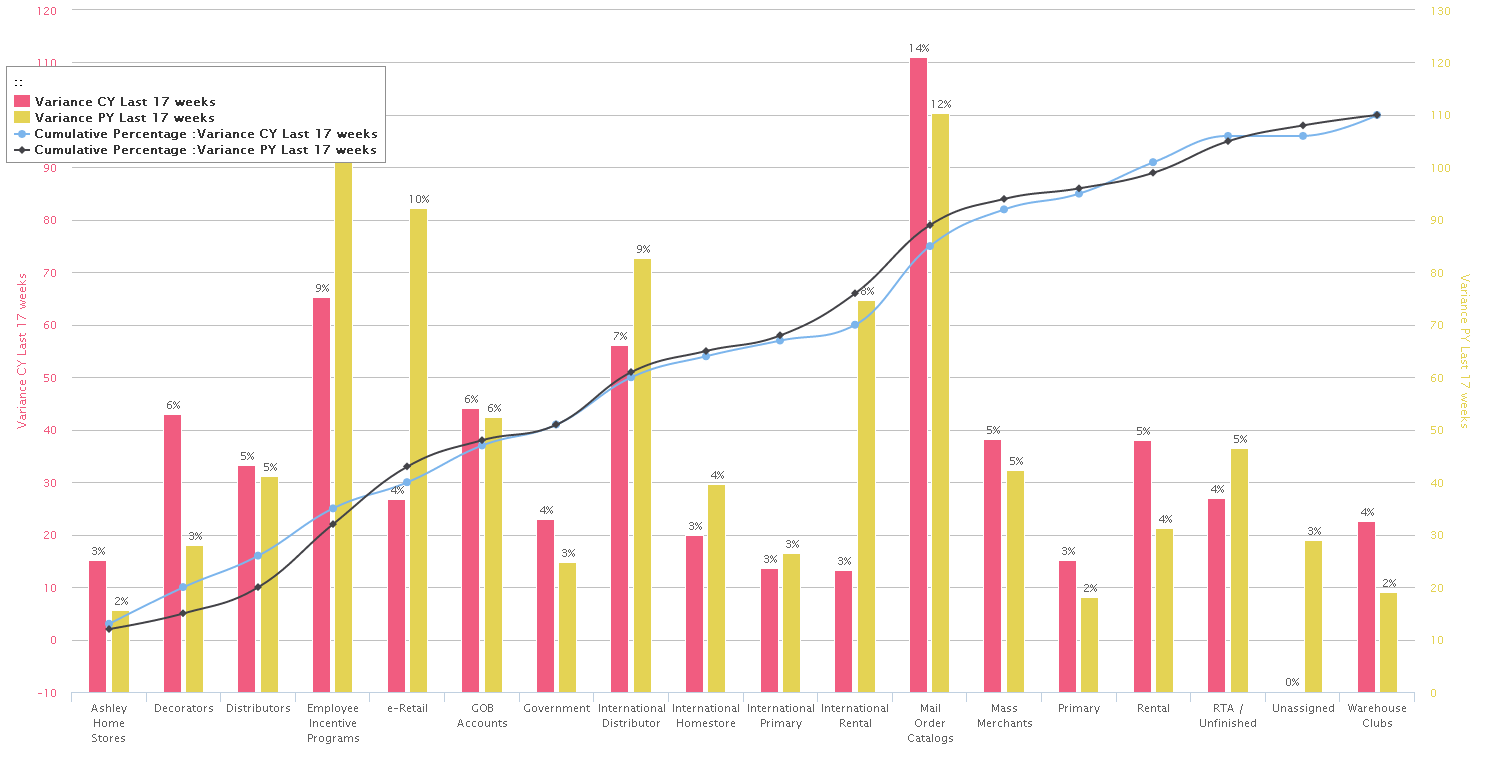 120
110
90
80
70
60
50
40
30
20
10
0
-10
Variance CY Last 17 weeks
::
Variance CY Last 17 weeks
Variance PY Last 17 weeks
Cumulative Percentage :Variance CY Last 17 weeks
Cumulative Percentage :Variance PY Last 17 weeks
3%
2%
6%
3%
5%
5%
9%
4%
10%
6%
6%
4%
3%
7%
9%
3%
4%
3%
3%
3%
8%
14%
12%
5%
5%
3%
2%
5%
4%
4%
5%
0%
3%
4%
2%
130
120
110
100
90
80
70
60
50
40
30
20
10
0
Variance PY Last 17 weeks
Ashley
Home
Stores
Decorators
Distributors
Employee
Incentive
Programs
e-Retail
GOB
Accounts
Government
International
Distributor
International
Homestore
International
Primary
International
Rental
Mail
Order
Catalogs
Mass
Merchants
Primary
Rental
RTA /
Unfinished
Unassigned
Warehouse
Clubs